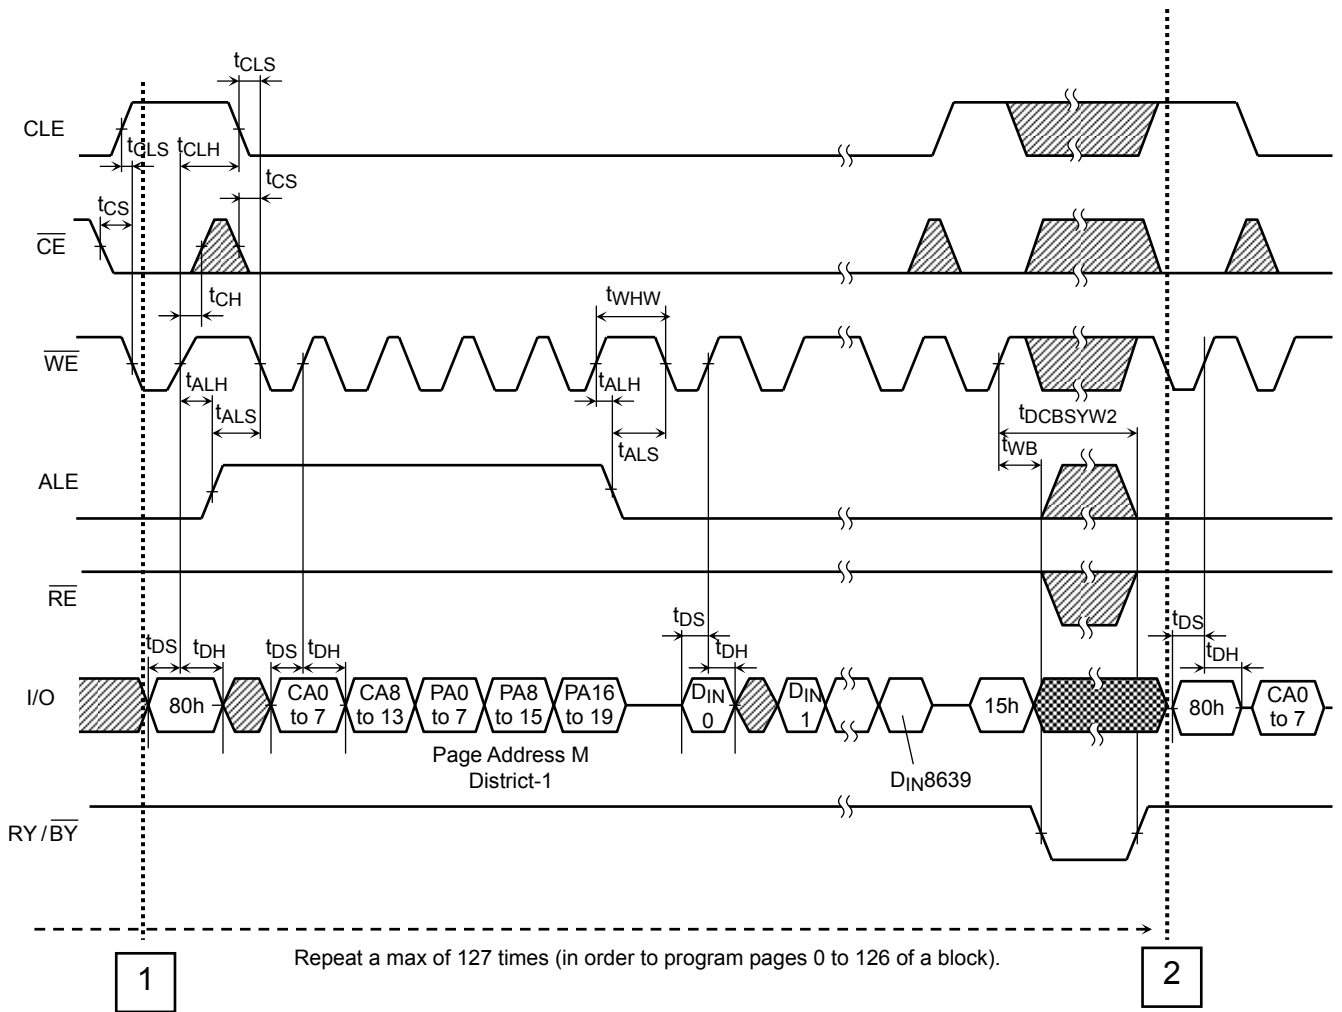 tCLS
CLE
tCLS tCLH
tCS
tCS
CE
tCH
tWHW
WE
tALH tALH
tALS tDCBSYW2
tALS tWB
ALE
RE
tDS tDH tDS tDH tDS tDH tDS tDH
I/O 80h CA0 to 7 CA8 to 13 PA0 to 7 PA8 to 15 PA16 to 19 DIN 0 DIN 1 15h 80h CA0 to 7
Page Address M
District-1
DIN8639
RY/BY
Repeat a max of 127 times (in order to program pages 0 to 126 of a block).
1 2